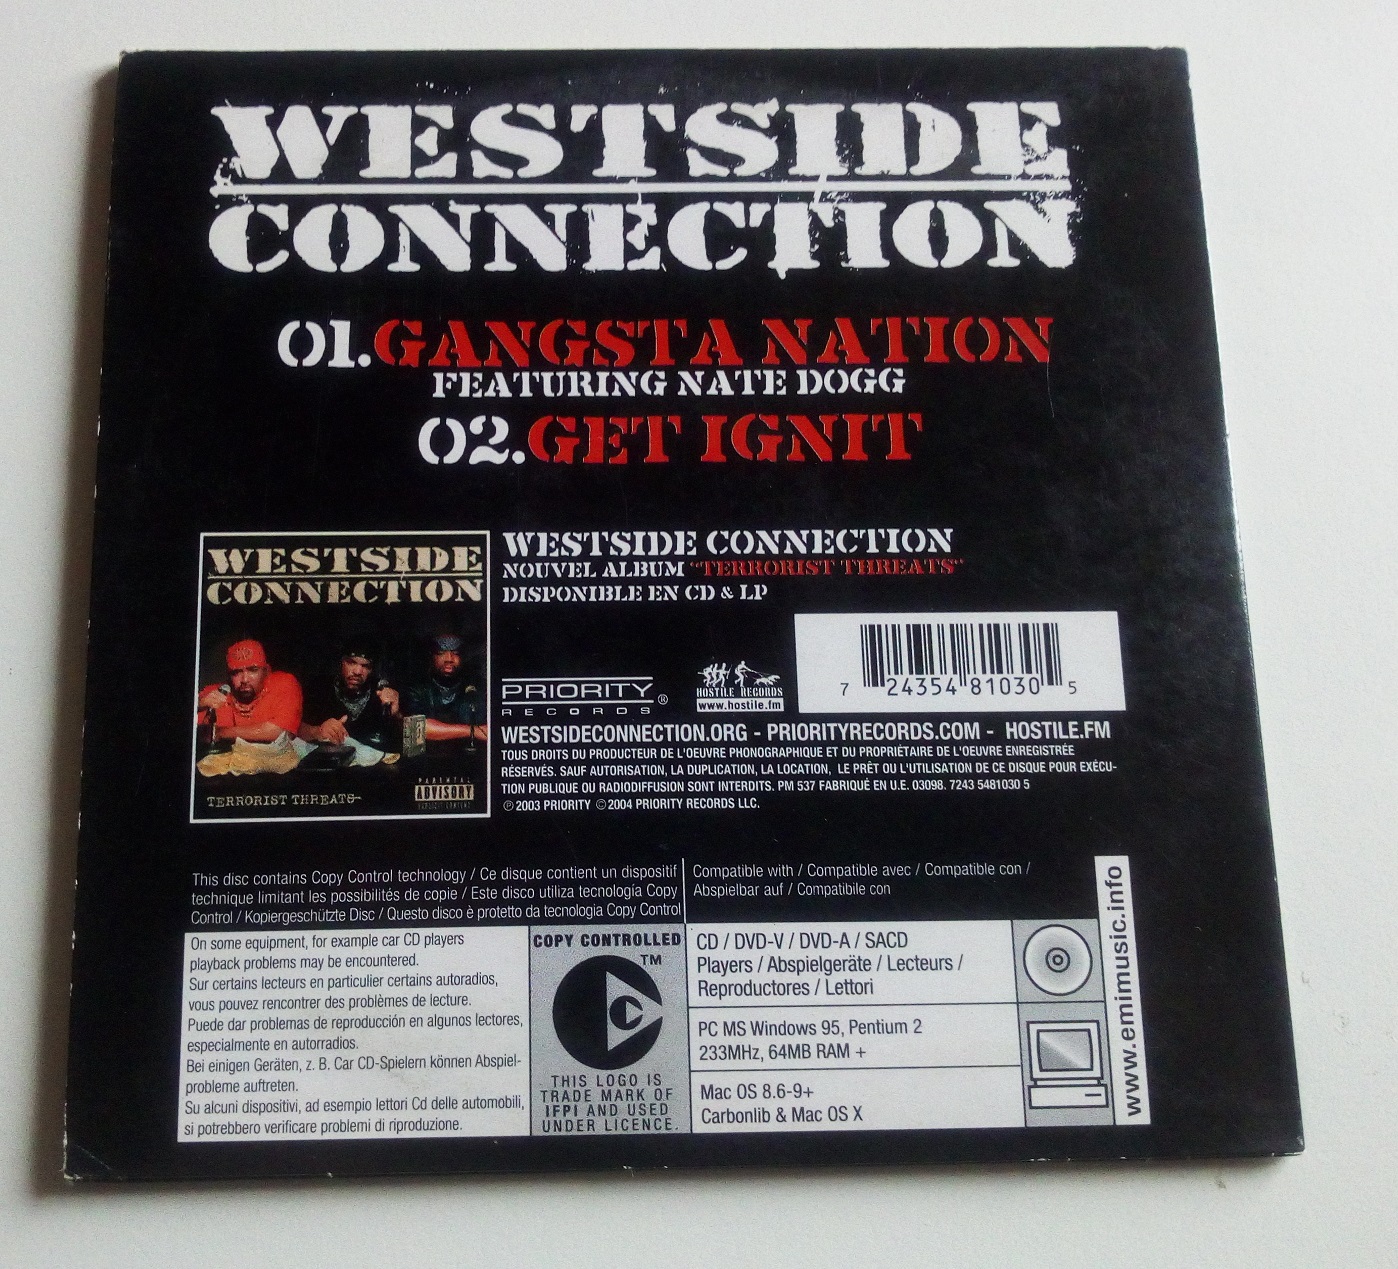 WESTSIDE
CONNECTION
01.GANGSTA NATION
FEATURING NATE DOGG
02.GET IGNIT
WESTSIDE
CONNECTION
TERRORIST THREATS
PARENTAL
ADVISORY
EXPLICIT CONTENT
WESTSIDE CONNECTION
NOUVEL ALBUM "TERRORIST THREATS"
DISPONIBLE EN CD & LP
PRIORITY
RECORDS ®
HOSTILE RECORDS
www.hostile.fm
7 24354 81030 5
WESTSIDECONNECTION.ORG - PRIORITYRECORDS.COM - HOSTILE.FM
TOUS DROITS DU PRODUCTEUR DE L'OEUVRE PHONOGRAPHIQUE ET DU PROPRIÉTAIRE DE L'OEUVRE ENREGISTRÉE
RÉSERVÉS. SAUF AUTORISATION, LA DUPLICATION, LA LOCATION, LE PRÊT OU L'UTILISATION DE CE DISQUE POUR EXÉCU-
TION PUBLIQUE OU RADIODIFFUSION SONT INTERDITS. PM 537 FABRIQUÉ EN U.E. 03098. 7243 5481030 5
℗ 2003 PRIORITY © 2004 PRIORITY RECORDS LLC.
This disc contains Copy Control technology / Ce disque contient un dispositif
technique limitant les possibilités de copie / Este disco utiliza tecnología Copy
Control / Kopiergeschützte Disc / Questo disco è protetto da tecnologia Copy Control
Compatible with / Compatible avec / Compatible con /
Abspielbar auf / Compatibile con
On some equipment, for example car CD players
playback problems may be encountered.
Sur certains lecteurs en particulier certains autoradios,
vous pouvez rencontrer des problèmes de lecture.
Puede dar problemas de reproducción en algunos lectores,
especialmente en autorradios.
Bei einigen Geräten, z. B. Car CD-Spielern können Abspiel-
probleme auftreten.
Su alcuni dispositivi, ad esempio lettori Cd delle automobili,
si potrebbero verificare problemi di riproduzione.
COPY CONTROLLED
TM
THIS LOGO IS
TRADE MARK OF
IFPI AND USED
UNDER LICENCE.
CD / DVD-V / DVD-A / SACD
Players / Abspielgeräte / Lecteurs /
Reproductores / Lettori
PC MS Windows 95, Pentium 2
233MHz, 64MB RAM +
Mac OS 8.6-9+
Carbonlib & Mac OS X
www.emimusic.info